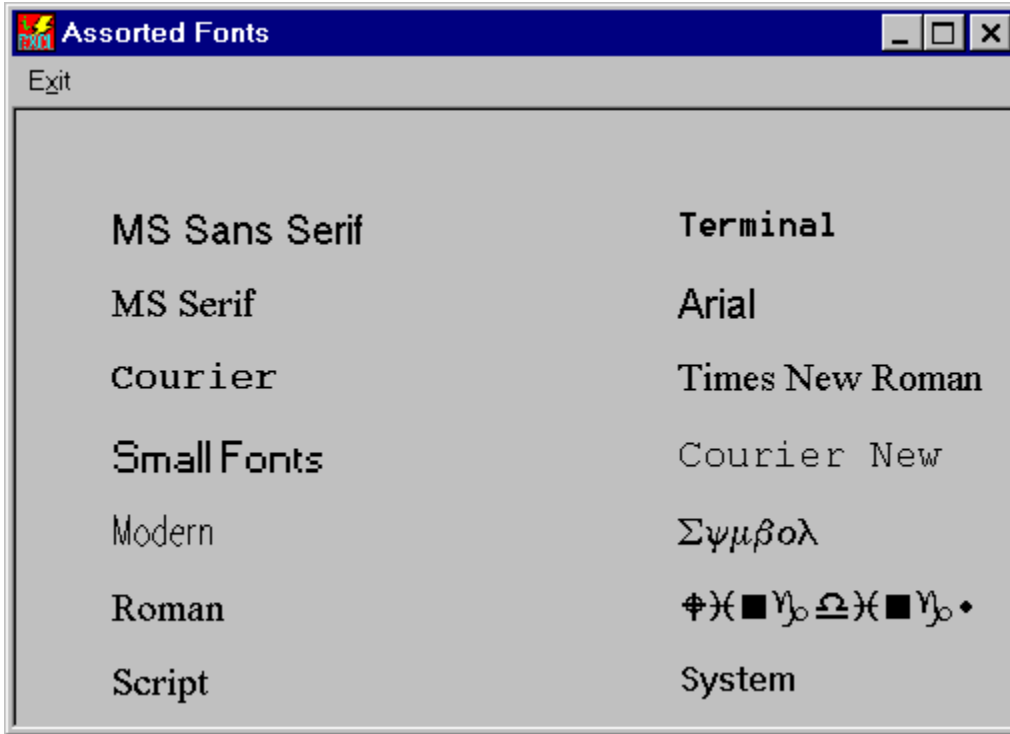 Assorted Fonts
Exit
MS Sans Serif
Terminal
MS Serif
Arial
Courier
Times New Roman
Small Fonts
Courier New
Modern
Σψμβολ
Roman
⌖♓■♑♎♓■♑⬥
Script
System